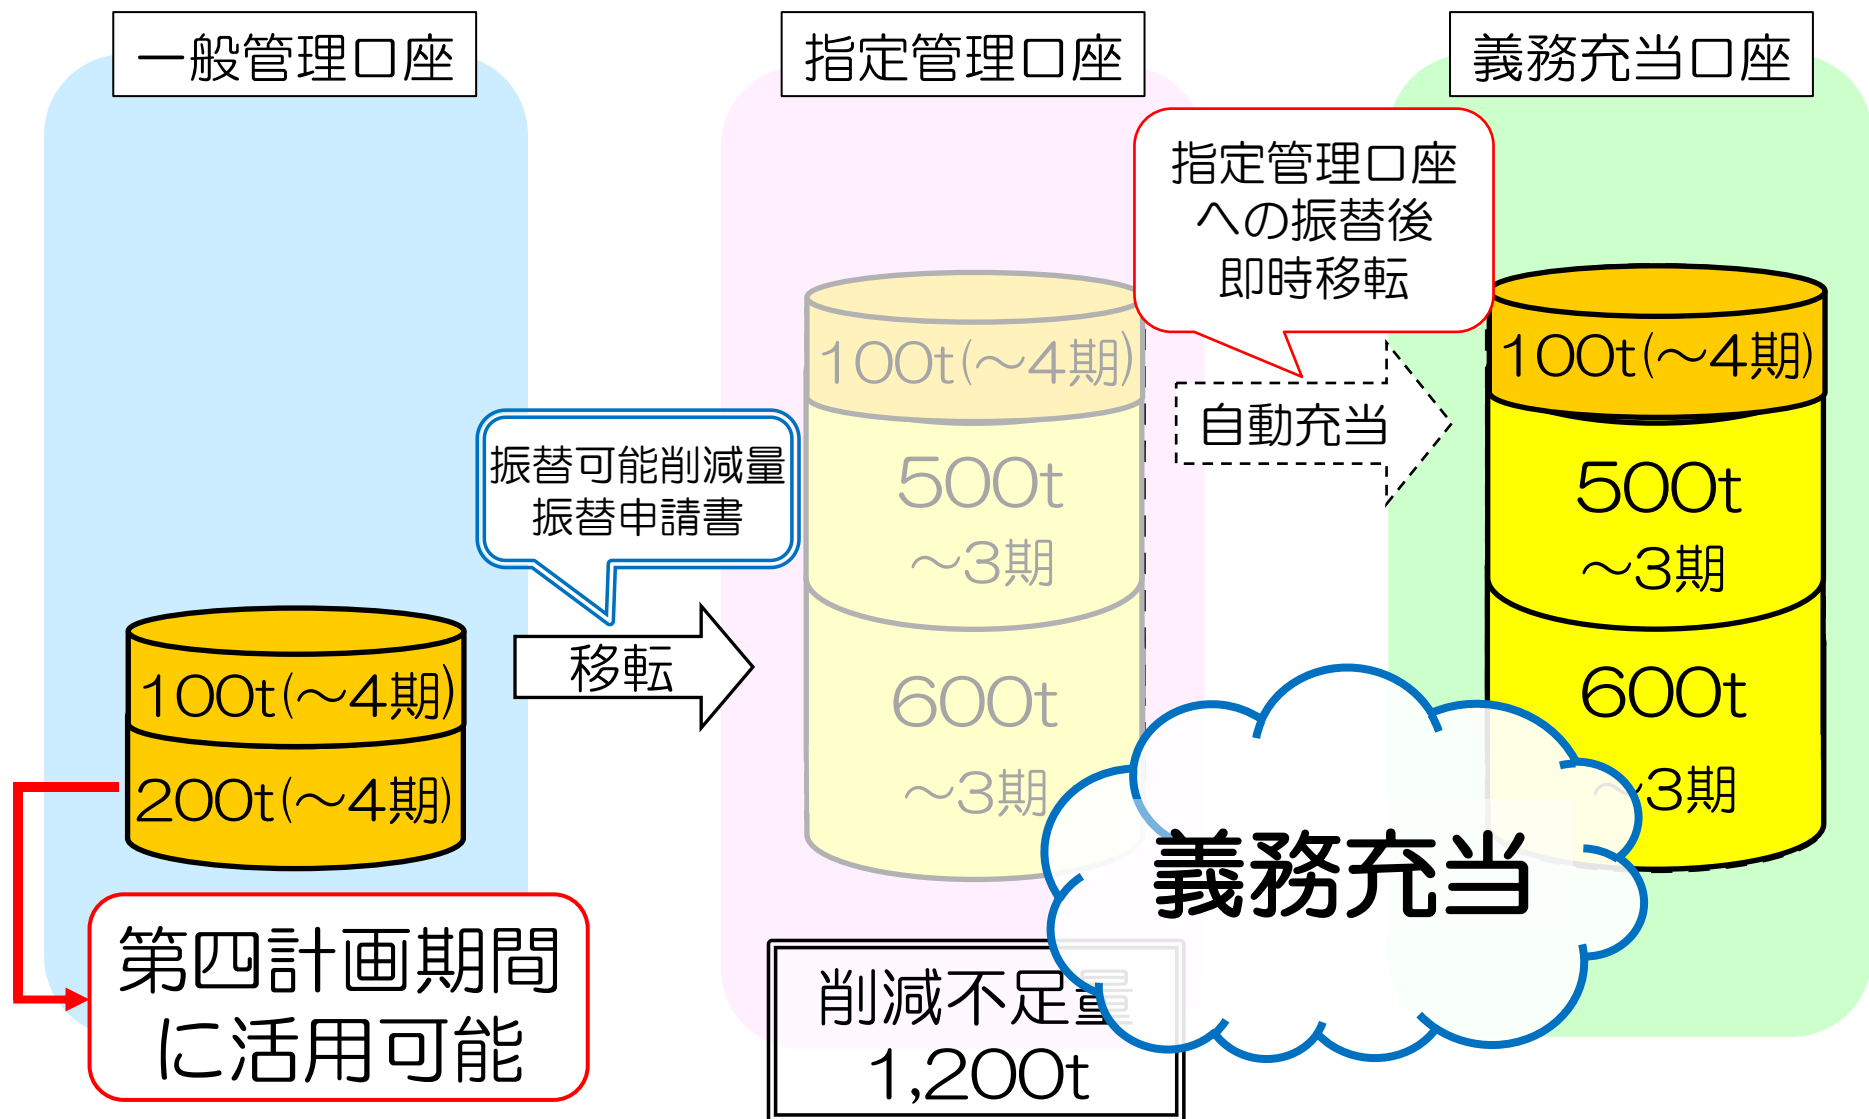 一般管理口座
指定管理口座
義務充当口座
指定管理口座
への振替後
即時移転
振替可能削減量
振替申請書
移転
自動充当
100t(～4期)
200t(～4期)
第四計画期間
に活用可能
100t(～4期)
500t
～3期
600t
～3期
削減不足量
1,200t
100t(～4期)
500t
～3期
600t
～3期
義務充当